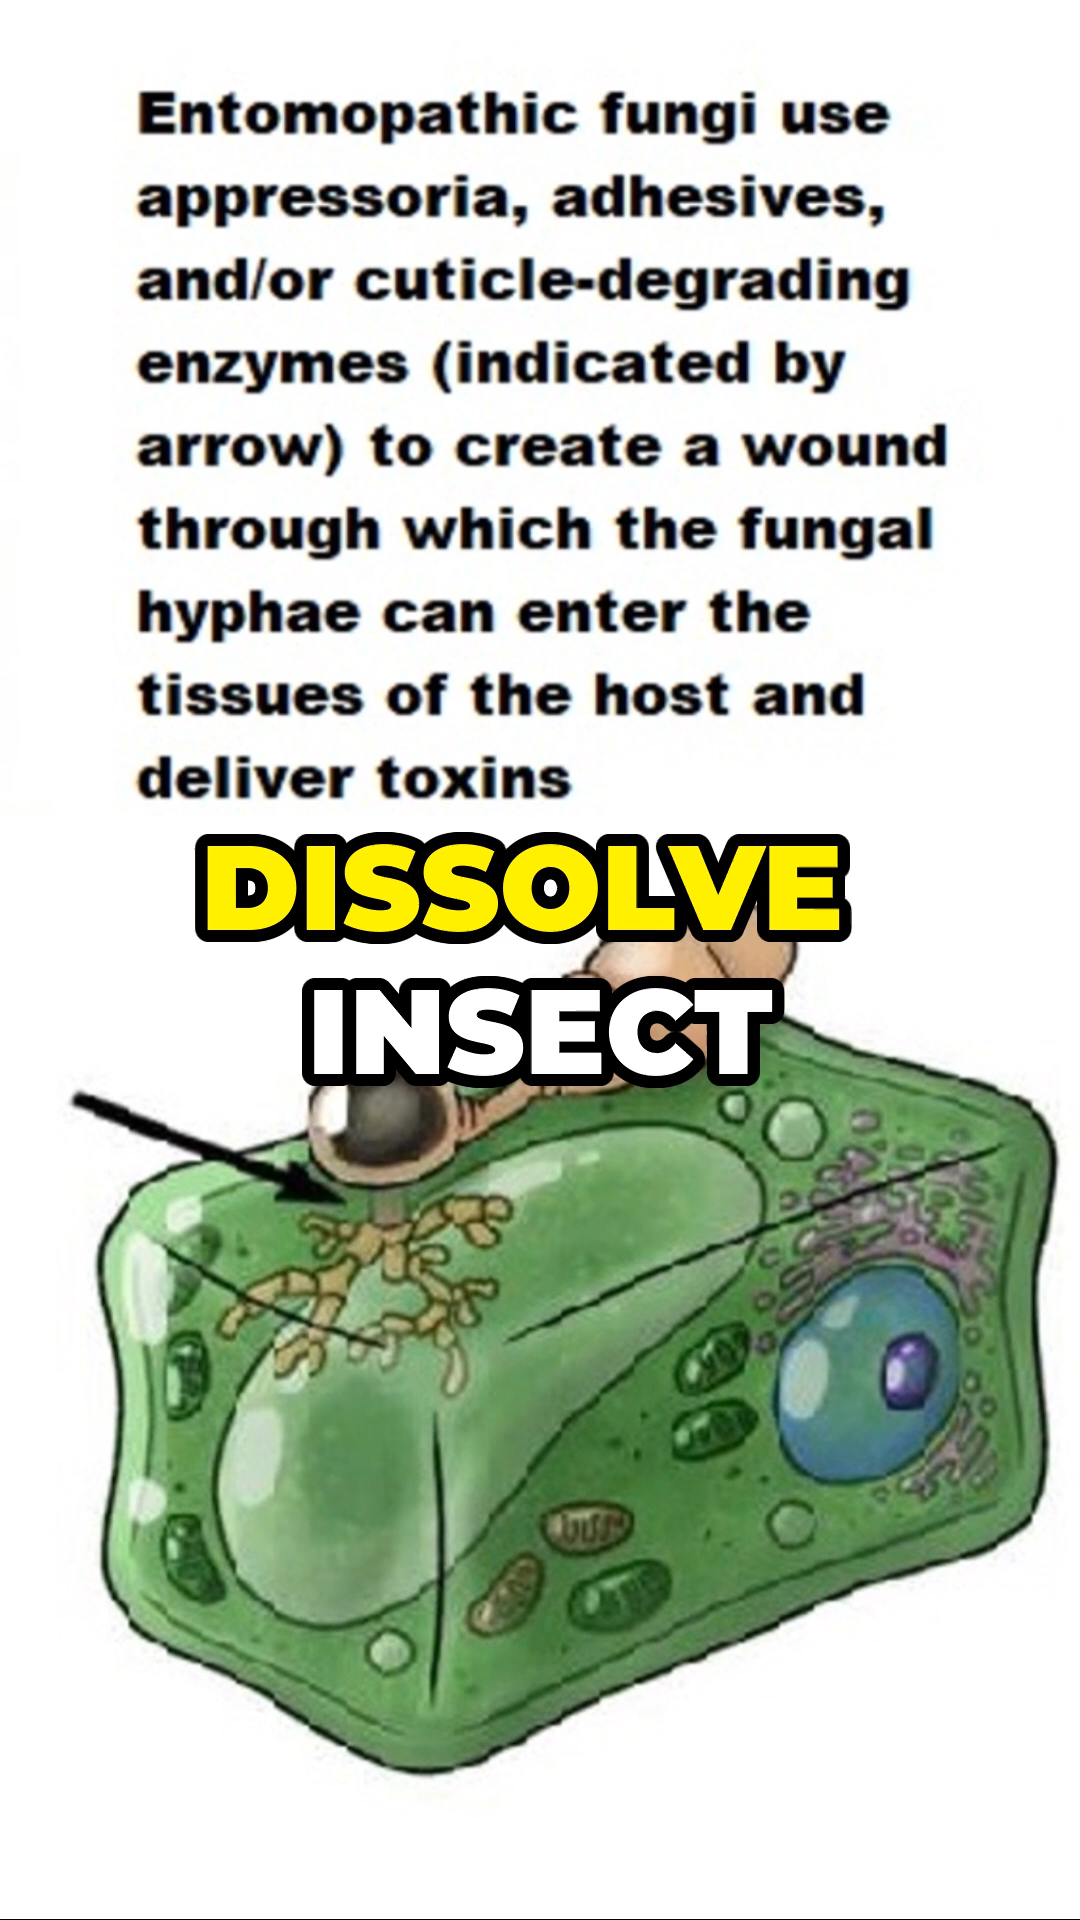 Entomopathic fungi use
appressoria, adhesives,
and/or cuticle-degrading
enzymes (indicated by
arrow) to create a wound
through which the fungal
hyphae can enter the
tissues of the host and
deliver toxins
DISSOLVE
INSECT